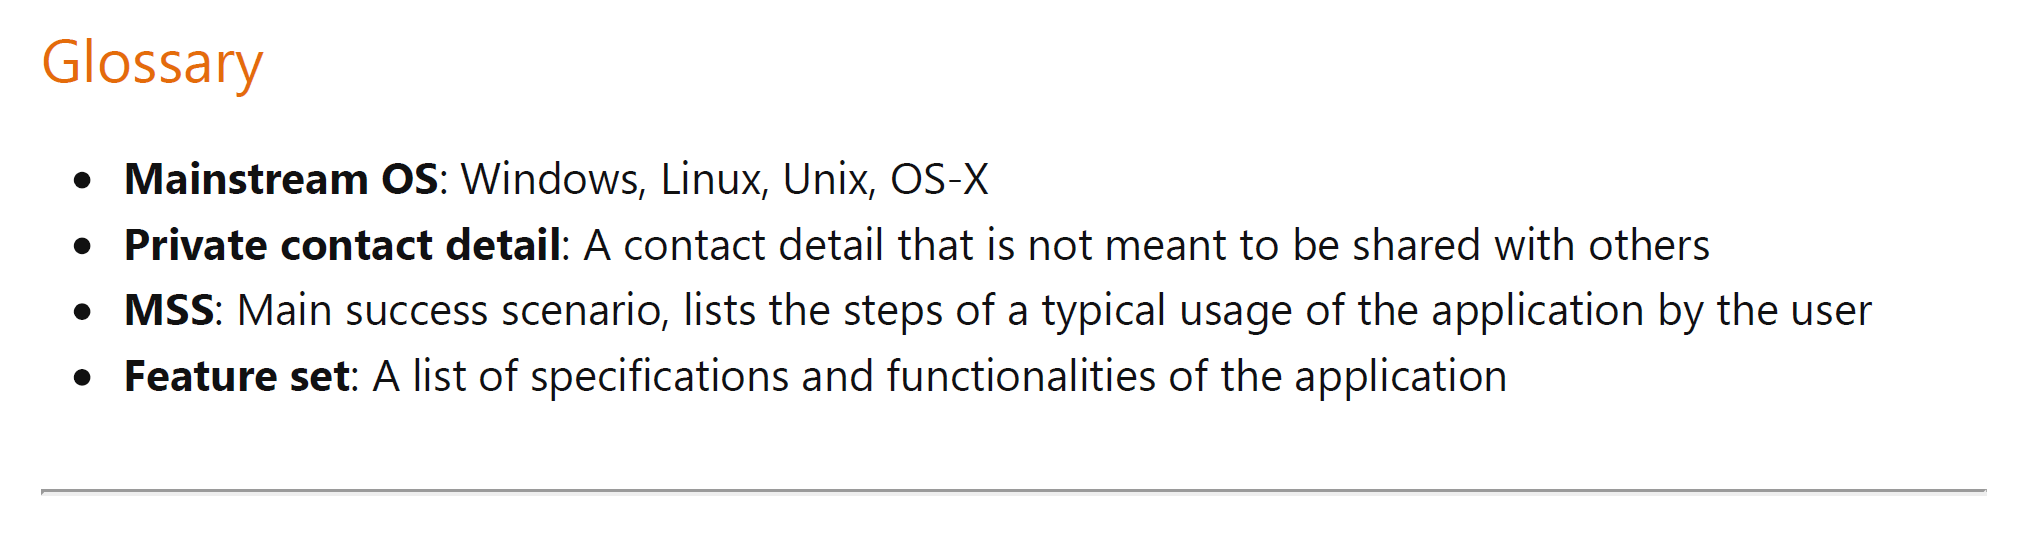 Glossary
• Mainstream OS: Windows, Linux, Unix, OS-X
• Private contact detail: A contact detail that is not meant to be shared with others
• MSS: Main success scenario, lists the steps of a typical usage of the application by the user
• Feature set: A list of specifications and functionalities of the application